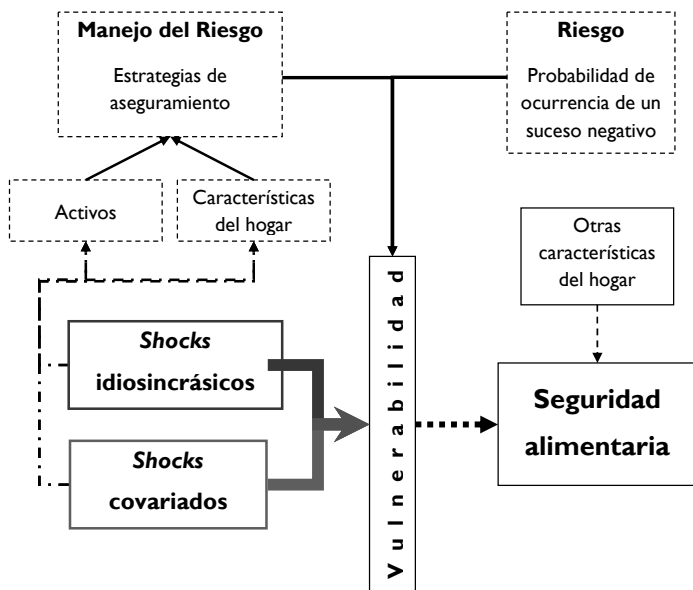 Manejo del Riesgo
Estrategias de
aseguramiento
Riesgo
Probabilidad de
ocurrencia de un
suceso negativo
Activos
Características
del hogar
Otras
características
del hogar
Shocks
idiosincrásicos
Shocks
covariados
Vulnerabilidad
Seguridad
alimentaria